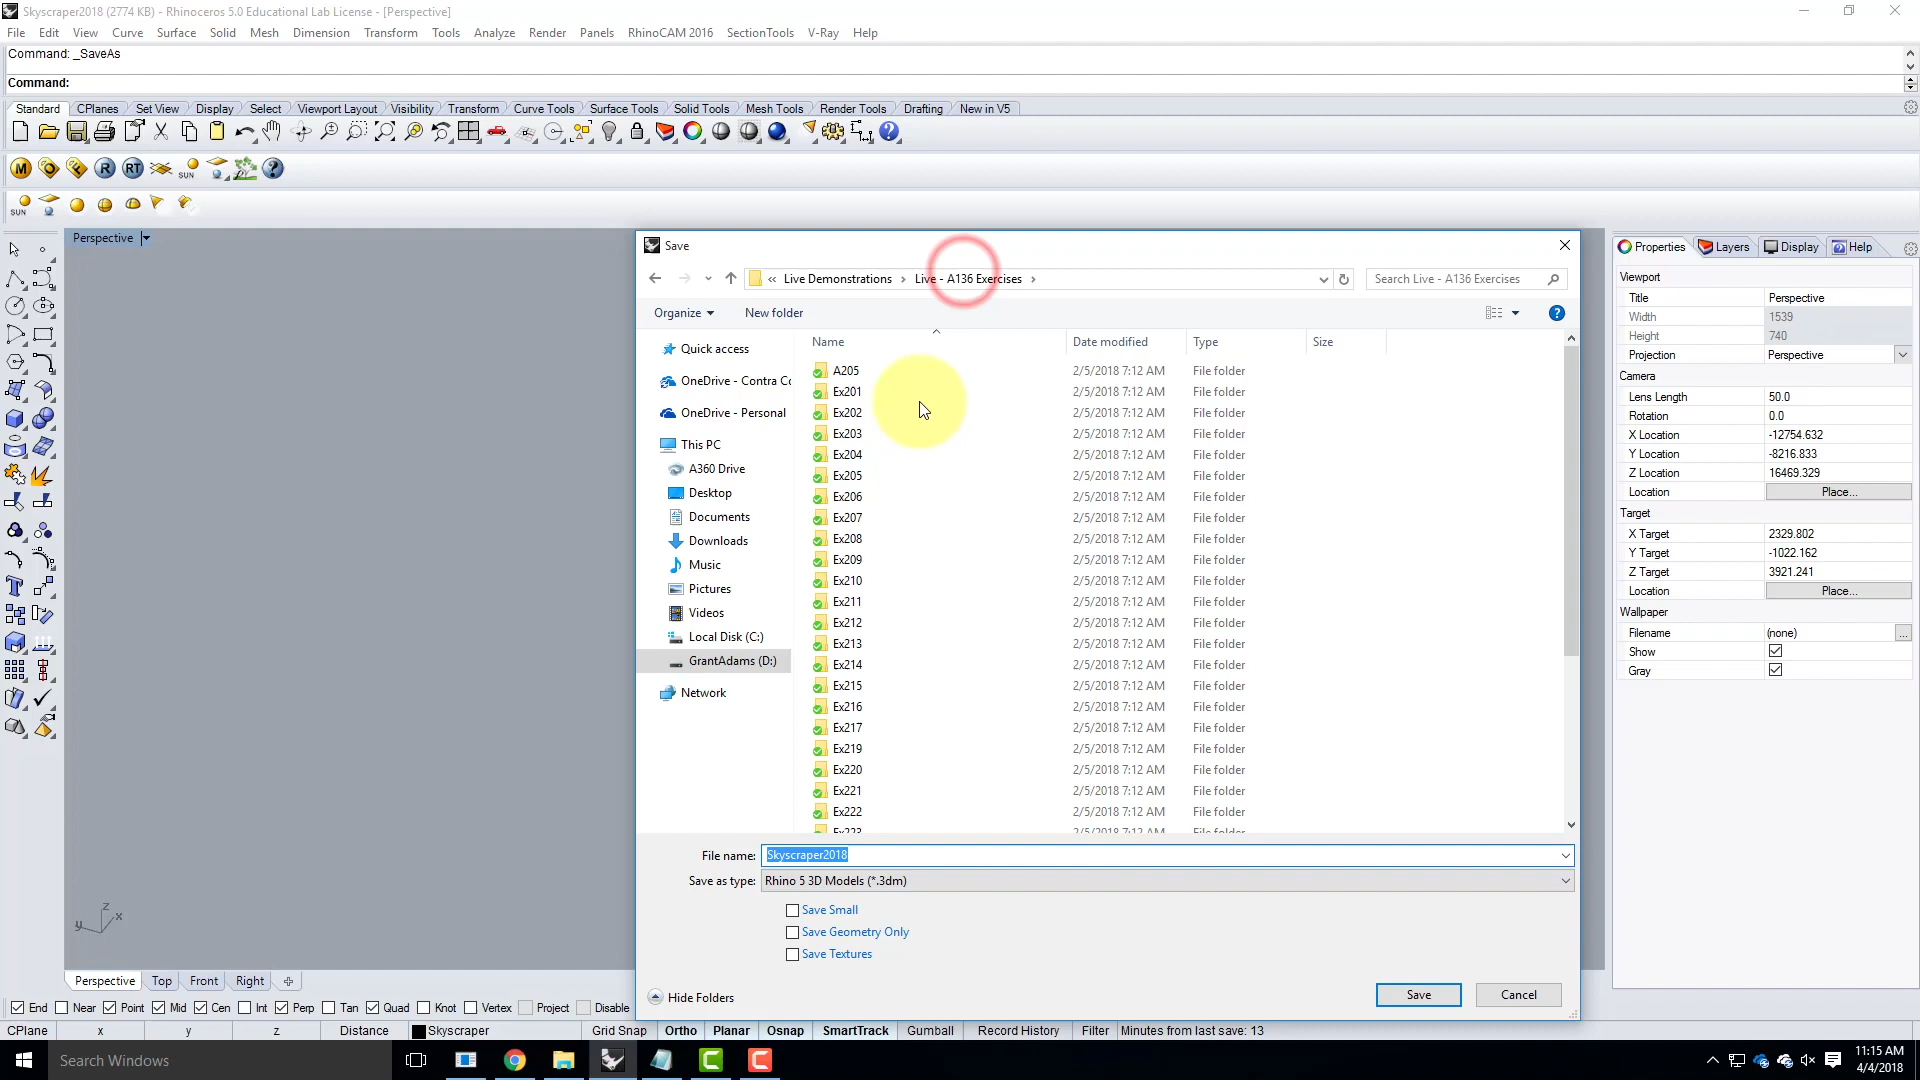 Skyscraper2018 (2774 KB) - Rhinoceros 5.0 Educational Lab License - [Perspective]
File Edit View Curve Surface Solid Mesh Dimension Transform Tools Analyze Render Panels RhinoCAM 2016 SectionTools V-Ray Help
Command: _SaveAs
Command:
Standard CPlanes Set View Display Select Viewport Layout Visibility Transform Curve Tools Surface Tools Solid Tools Mesh Tools Render Tools Drafting New in V5
M O F R RT SUN
SUN
Perspective
Save
« Live Demonstrations > Live - A136 Exercises >
Search Live - A136 Exercises
Organize New folder
Name Date modified Type Size
Quick access
OneDrive - Contra Cc
OneDrive - Personal
This PC
A360 Drive
Desktop
Documents
Downloads
Music
Pictures
Videos
Local Disk (C:)
GrantAdams (D:)
Network
A205 2/5/2018 7:12 AM File folder
Ex201 2/5/2018 7:12 AM File folder
Ex202 2/5/2018 7:12 AM File folder
Ex203 2/5/2018 7:12 AM File folder
Ex204 2/5/2018 7:12 AM File folder
Ex205 2/5/2018 7:12 AM File folder
Ex206 2/5/2018 7:12 AM File folder
Ex207 2/5/2018 7:12 AM File folder
Ex208 2/5/2018 7:12 AM File folder
Ex209 2/5/2018 7:12 AM File folder
Ex210 2/5/2018 7:12 AM File folder
Ex211 2/5/2018 7:12 AM File folder
Ex212 2/5/2018 7:12 AM File folder
Ex213 2/5/2018 7:12 AM File folder
Ex214 2/5/2018 7:12 AM File folder
Ex215 2/5/2018 7:12 AM File folder
Ex216 2/5/2018 7:12 AM File folder
Ex217 2/5/2018 7:12 AM File folder
Ex219 2/5/2018 7:12 AM File folder
Ex220 2/5/2018 7:12 AM File folder
Ex221 2/5/2018 7:12 AM File folder
Ex222 2/5/2018 7:12 AM File folder
Ex223 2/5/2018 7:12 AM File folder
File name: Skyscraper2018
Save as type: Rhino 5 3D Models (*.3dm)
Save Small
Save Geometry Only
Save Textures
Hide Folders Save Cancel
Properties Layers Display Help
Viewport
Title Perspective
Width 1539
Height 740
Projection Perspective
Camera
Lens Length 50.0
Rotation 0.0
X Location -12754.632
Y Location -8216.833
Z Location 16469.329
Location Place...
Target
X Target 2329.802
Y Target -1022.162
Z Target 3921.241
Location Place...
Wallpaper
Filename (none) ...
Show
Gray
z
y x
Perspective Top Front Right
End Near Point Mid Cen Int Perp Tan Quad Knot Vertex Project Disable
CPlane x y z Distance Skyscraper Grid Snap Ortho Planar Osnap SmartTrack Gumball Record History Filter Minutes from last save: 13
Search Windows
11:15 AM
4/4/2018